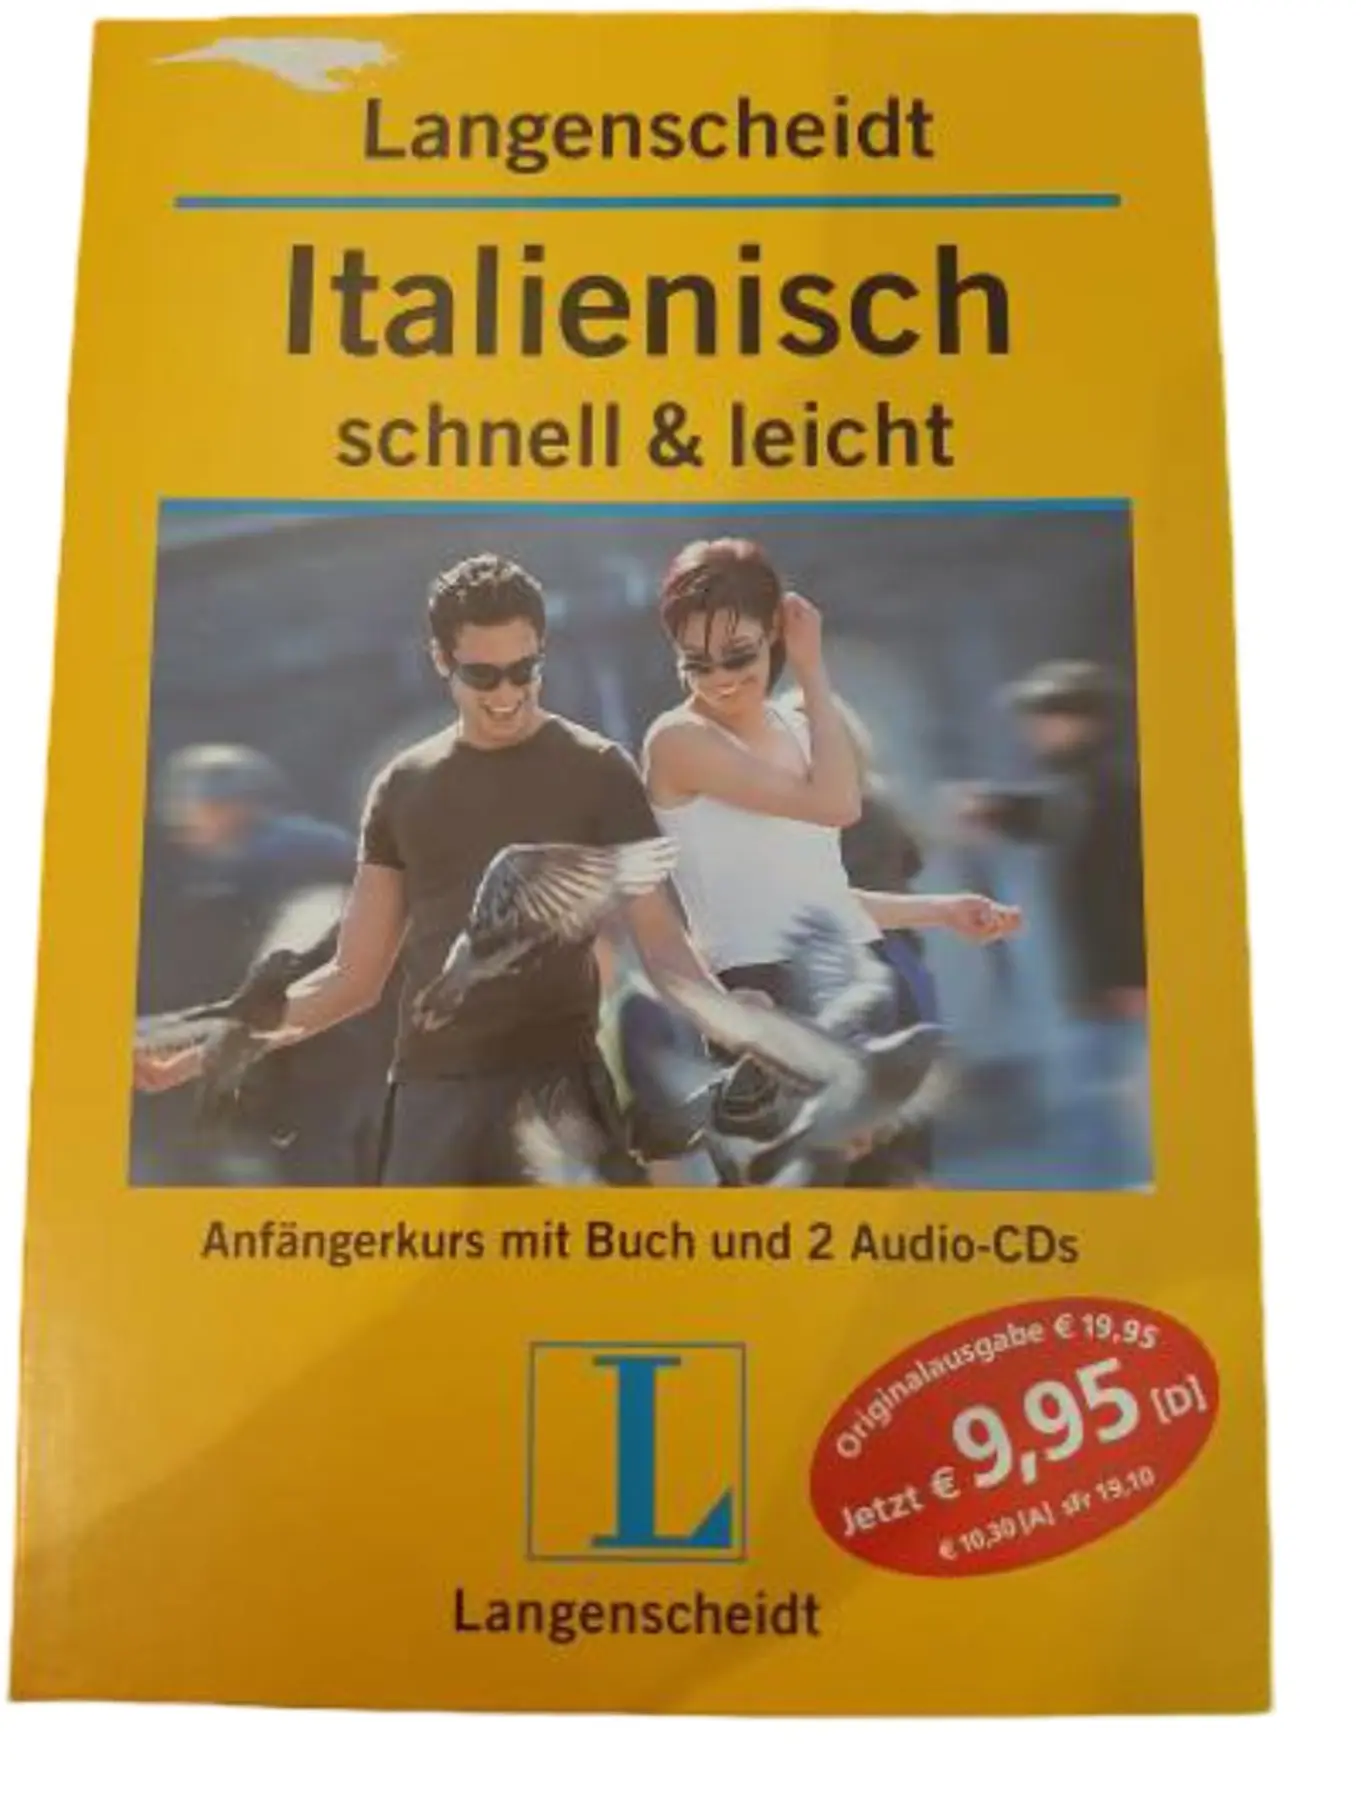 Langenscheidt
Italienisch
schnell & leicht
Anfängerkurs mit Buch und 2 Audio-CDs
Originalausgabe € 19,95
Jetzt € 9,95 [D]
€ 10,30 [A] sFr 19,10
L
Langenscheidt